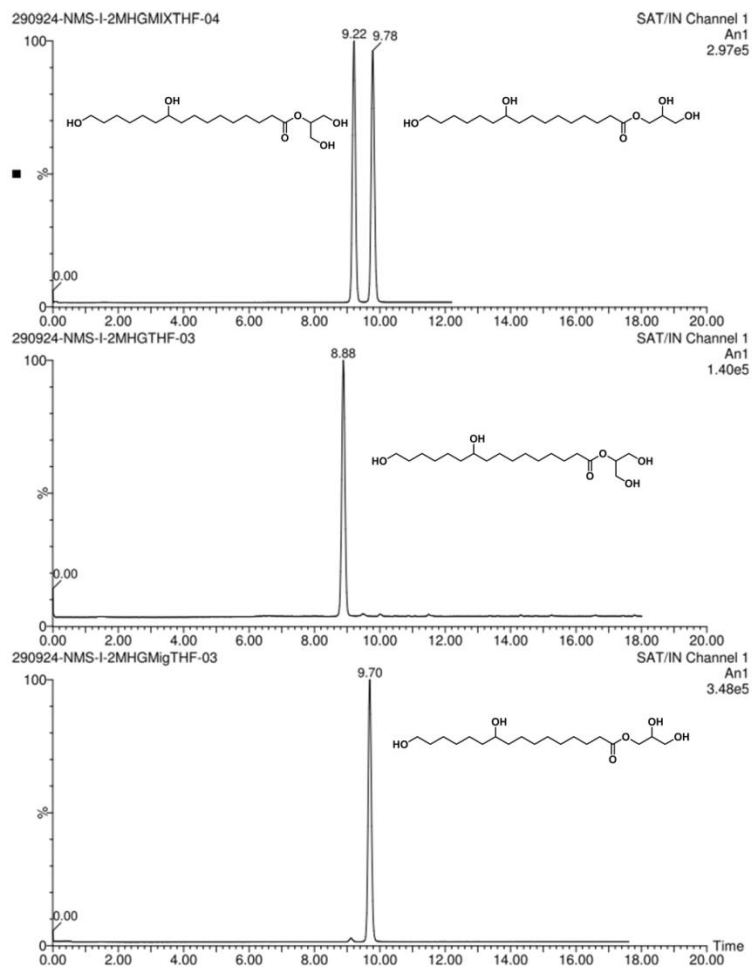 290924-NMS-I-2MHGMIXTHF-04 SAT/IN Channel 1
An1
2.97e5
100
%
0
9.22 9.78
0.00
HO OH O O OH OH
HO OH O O OH OH
0.00 2.00 4.00 6.00 8.00 10.00 12.00 14.00 16.00 18.00 20.00
290924-NMS-I-2MHGTHF-03 SAT/IN Channel 1
An1
1.40e5
100
%
0
8.88
0.00
HO OH O O OH OH
0.00 2.00 4.00 6.00 8.00 10.00 12.00 14.00 16.00 18.00 20.00
290924-NMS-I-2MHGMigTHF-03 SAT/IN Channel 1
An1
3.48e5
100
%
0
9.70
0.00
HO OH O O OH OH
Time
0.00 2.00 4.00 6.00 8.00 10.00 12.00 14.00 16.00 18.00 20.00